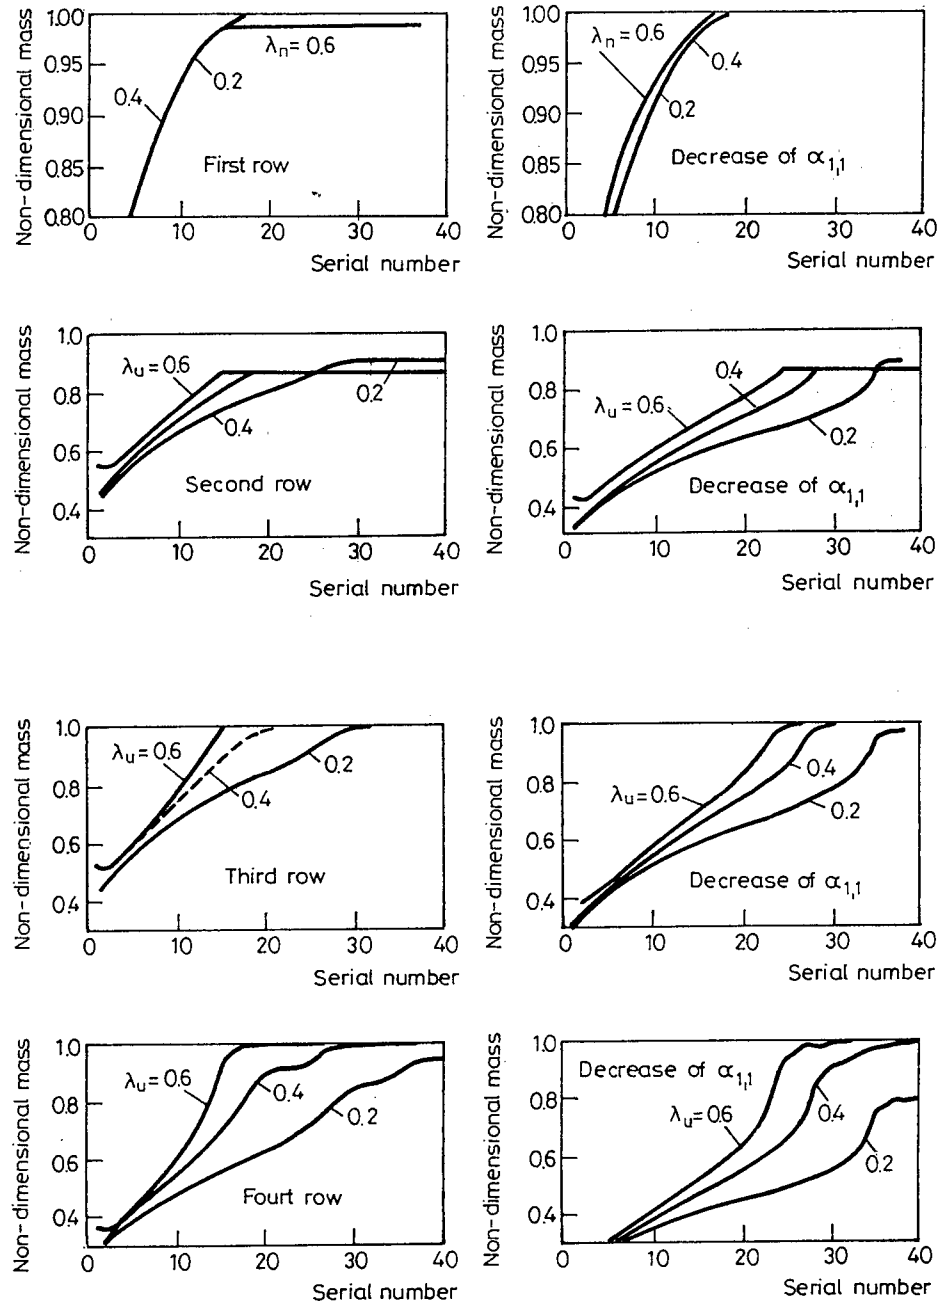 Non-dimensional mass
1.00
0.95
0.90
0.85
0.80
λn = 0.6
0.2
0.4
First row
0 10 20 30 40
Serial number
Non-dimensional mass
1.00
0.95
0.90
0.85
0.80
λn = 0.6
0.4
0.2
Decrease of α1,1
0 10 20 30 40
Serial number
Non-dimensional mass
1.0
0.8
0.6
0.4
λu = 0.6
0.2
0.4
Second row
0 10 20 30 40
Serial number
Non-dimensional mass
1.0
0.8
0.6
0.4
0.4
λu = 0.6
0.2
Decrease of α1,1
0 10 20 30 40
Serial number
Non-dimensional mass
1.0
0.8
0.6
0.4
λu = 0.6
0.2
0.4
Third row
0 10 20 30 40
Serial number
Non-dimensional mass
1.0
0.8
0.6
0.4
λu = 0.6
0.4
0.2
Decrease of α1,1
0 10 20 30 40
Serial number
Non-dimensional mass
1.0
0.8
0.6
0.4
λu = 0.6
0.4
0.2
Fourt row
0 10 20 30 40
Serial number
Non-dimensional mass
1.0
0.8
0.6
0.4
Decrease of α1,1
λu = 0.6
0.4
0.2
0 10 20 30 40
Serial number